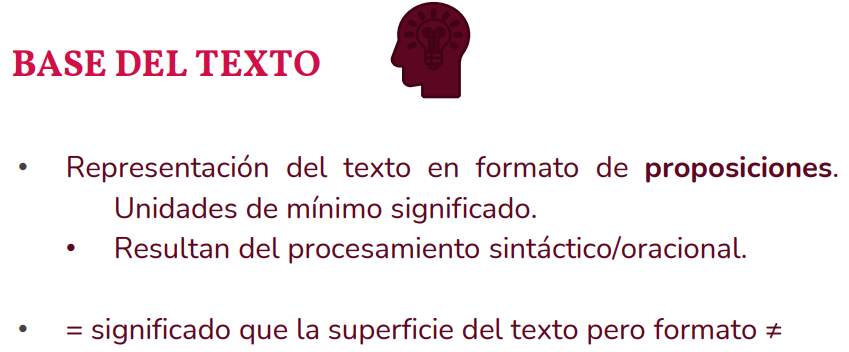 BASE DEL TEXTO
• Representación del texto en formato de proposiciones.
Unidades de mínimo significado.
• Resultan del procesamiento sintáctico/oracional.
• = significado que la superficie del texto pero formato ≠